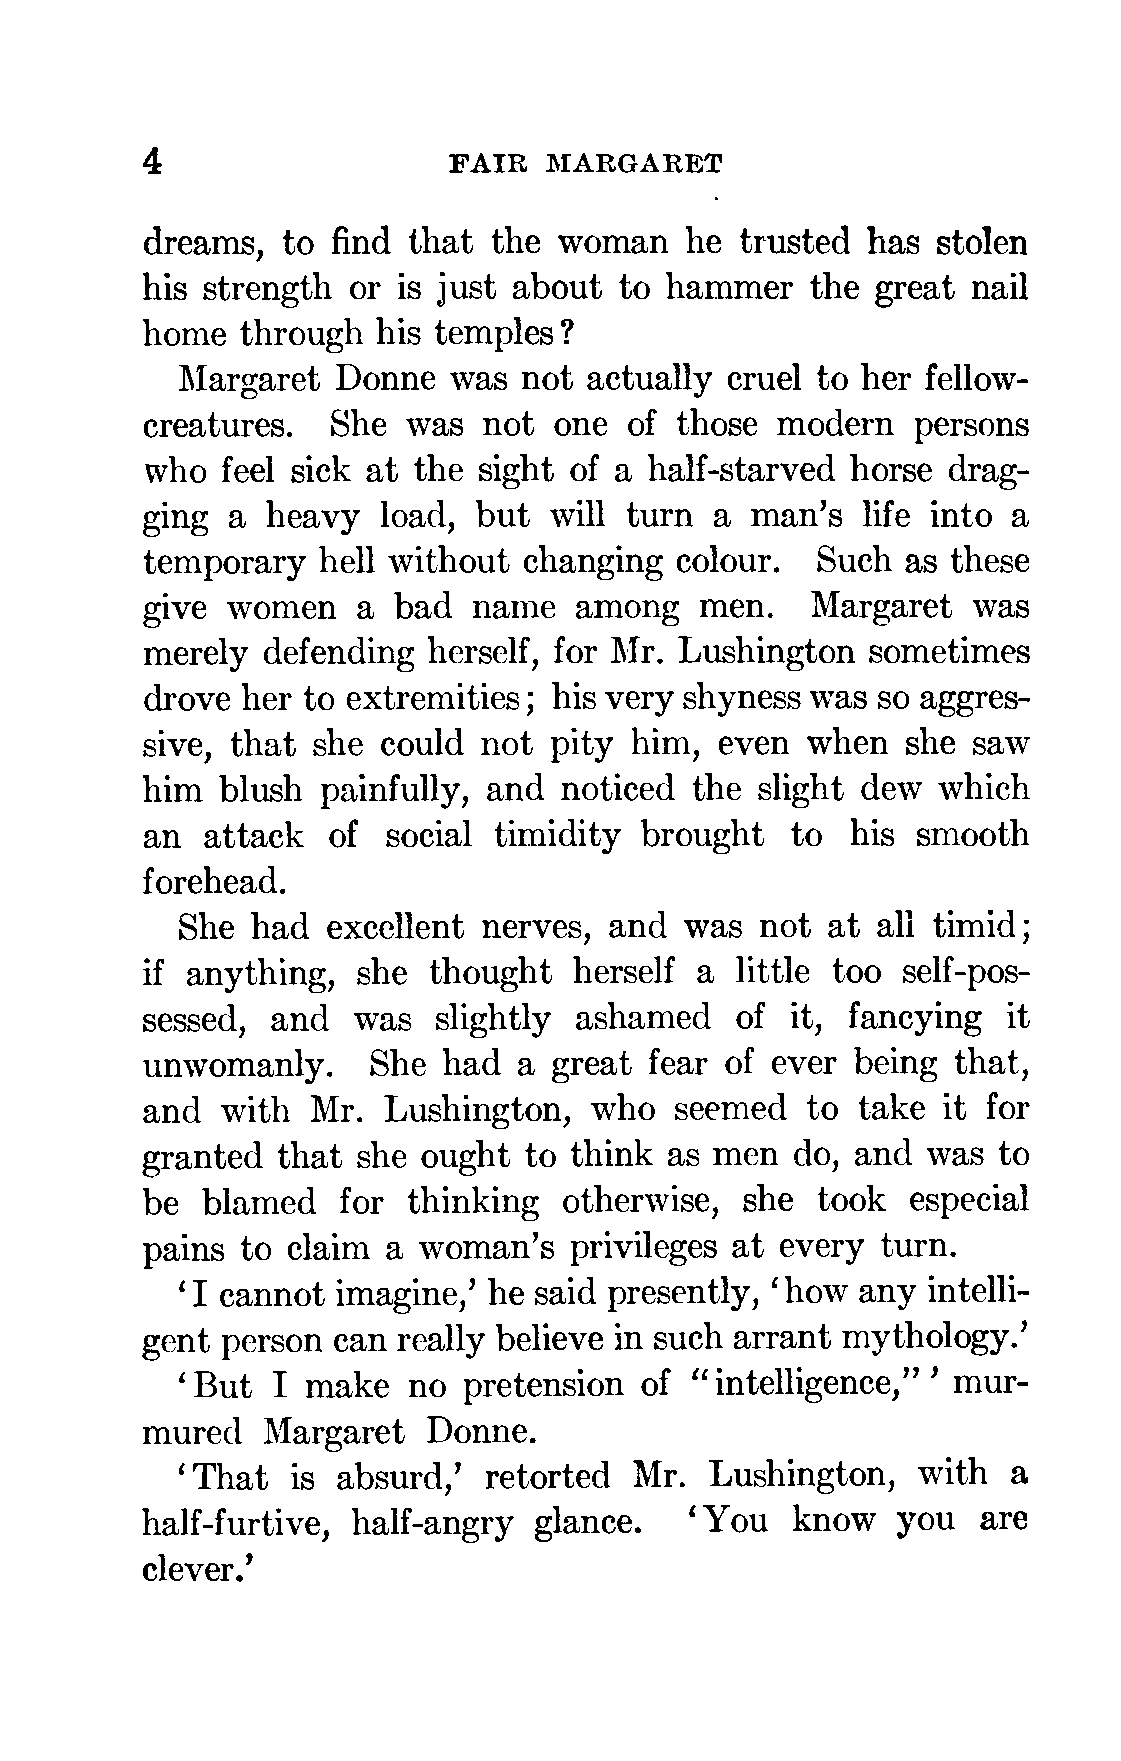 4 FAIR MARGARET
dreams, to find that the woman he trusted has stolen
his strength or is just about to hammer the great nail
home through his temples?
Margaret Donne was not actually cruel to her fellow-
creatures. She was not one of those modern persons
who feel sick at the sight of a half-starved horse drag-
ging a heavy load, but will turn a man's life into a
temporary hell without changing colour. Such as these
give women a bad name among men. Margaret was
merely defending herself, for Mr. Lushington sometimes
drove her to extremities; his very shyness was so aggres-
sive, that she could not pity him, even when she saw
him blush painfully, and noticed the slight dew which
an attack of social timidity brought to his smooth
forehead.
She had excellent nerves, and was not at all timid;
if anything, she thought herself a little too self-pos-
sessed, and was slightly ashamed of it, fancying it
unwomanly. She had a great fear of ever being that,
and with Mr. Lushington, who seemed to take it for
granted that she ought to think as men do, and was to
be blamed for thinking otherwise, she took especial
pains to claim a woman's privileges at every turn.
'I cannot imagine,' he said presently, 'how any intelli-
gent person can really believe in such arrant mythology.'
'But I make no pretension of "intelligence,"' mur-
mured Margaret Donne.
'That is absurd,' retorted Mr. Lushington, with a
half-furtive, half-angry glance. 'You know you are
clever.'